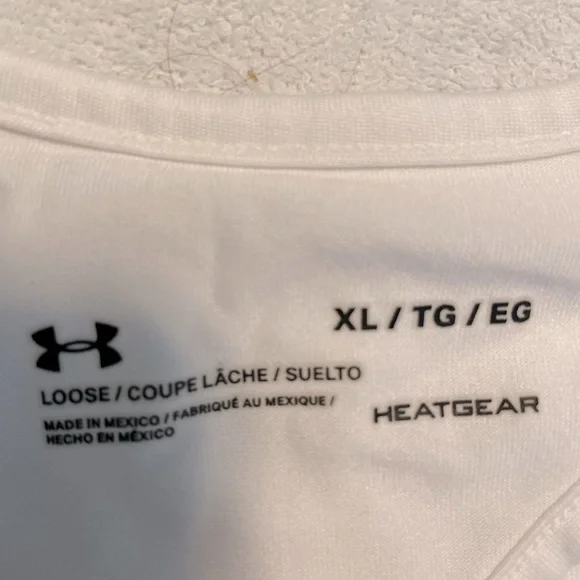 XL / TG / EG
LOOSE / COUPE LÂCHE / SUELTO
MADE IN MEXICO / FABRIQUÉ AU MEXIQUE /
HECHO EN MÉXICO
HEATGEAR